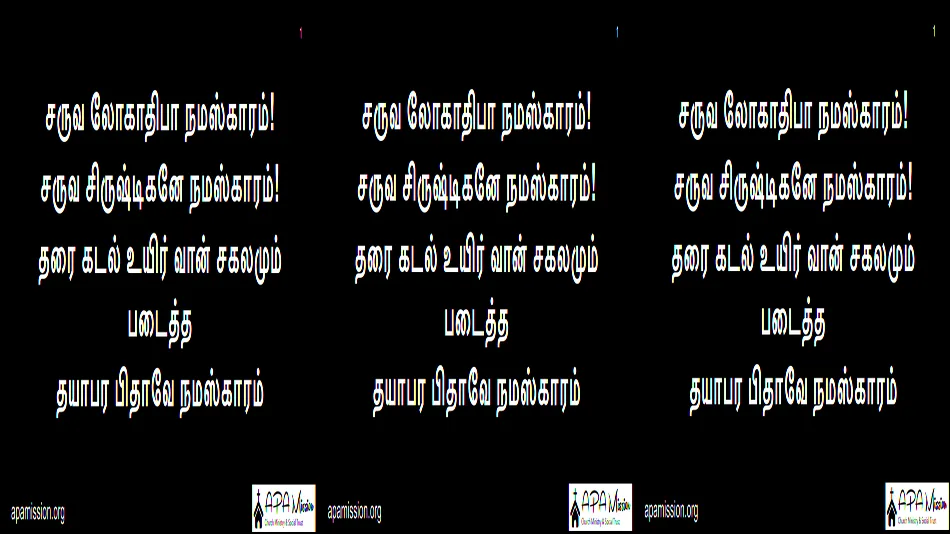 1
சருவ லோகாதிபா நமஸ்காரம்!
சருவ சிருஷ்டிகனே நமஸ்காரம்!
தரை கடல் உயிர் வான் சகலமும்
படைத்த
தயாபர பிதாவே நமஸ்காரம்
apamission.org
APA Mission
Church Ministry & Social Trust
1
சருவ லோகாதிபா நமஸ்காரம்!
சருவ சிருஷ்டிகனே நமஸ்காரம்!
தரை கடல் உயிர் வான் சகலமும்
படைத்த
தயாபர பிதாவே நமஸ்காரம்
apamission.org
APA Mission
Church Ministry & Social Trust
1
சருவ லோகாதிபா நமஸ்காரம்!
சருவ சிருஷ்டிகனே நமஸ்காரம்!
தரை கடல் உயிர் வான் சகலமும்
படைத்த
தயாபர பிதாவே நமஸ்காரம்
apamission.org
APA Mission
Church Ministry & Social Trust